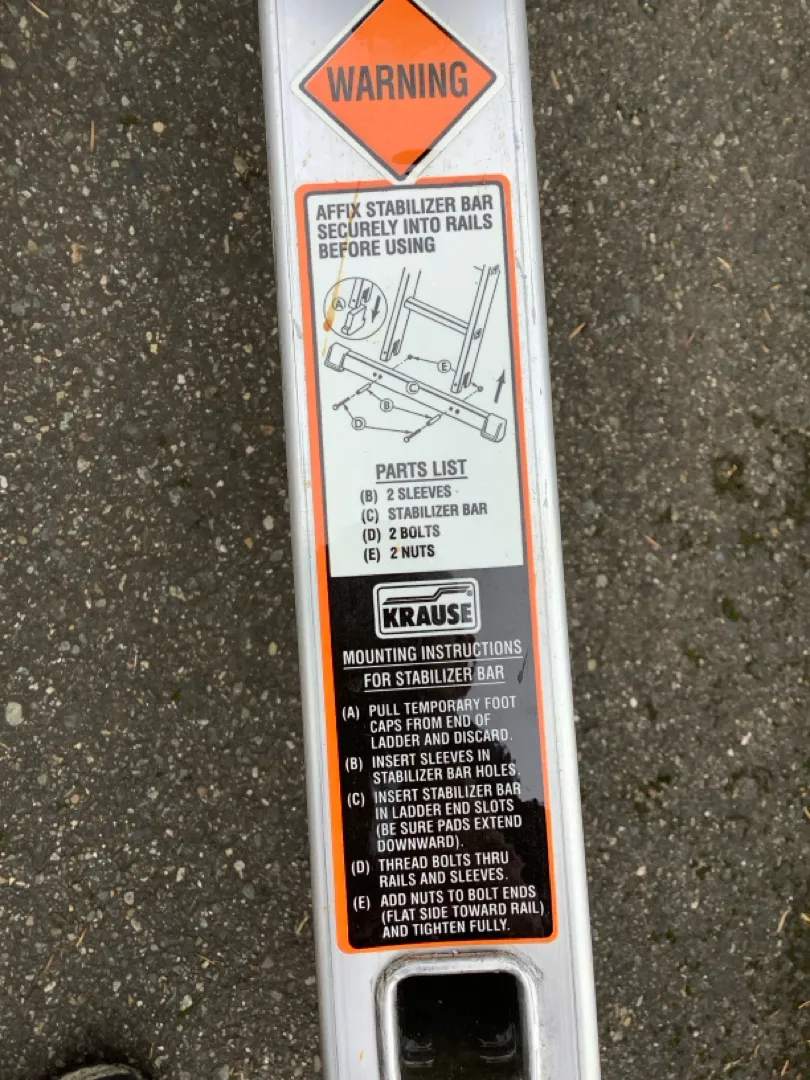 WARNING
AFFIX STABILIZER BAR
SECURELY INTO RAILS
BEFORE USING
A
E
C
B
D
PARTS LIST
(B) 2 SLEEVES
(C) STABILIZER BAR
(D) 2 BOLTS
(E) 2 NUTS
KRAUSE®
MOUNTING INSTRUCTIONS
FOR STABILIZER BAR
(A) PULL TEMPORARY FOOT
CAPS FROM END OF
LADDER AND DISCARD.
(B) INSERT SLEEVES IN
STABILIZER BAR HOLES.
(C) INSERT STABILIZER BAR
IN LADDER END SLOTS
(BE SURE PADS EXTEND
DOWNWARD).
(D) THREAD BOLTS THRU
RAILS AND SLEEVES.
(E) ADD NUTS TO BOLT ENDS
(FLAT SIDE TOWARD RAIL)
AND TIGHTEN FULLY.